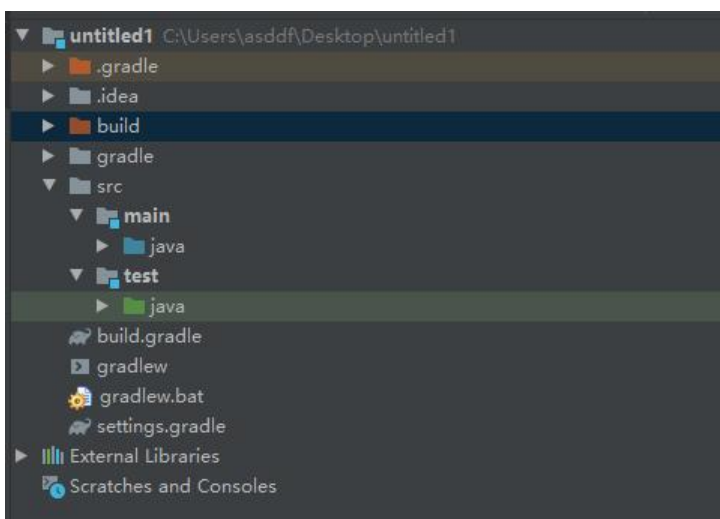 untitled1 C:\Users\asddf\Desktop\untitled1
.gradle
.idea
build
gradle
src
main
java
test
java
build.gradle
gradlew
gradlew.bat
settings.gradle
External Libraries
Scratches and Consoles